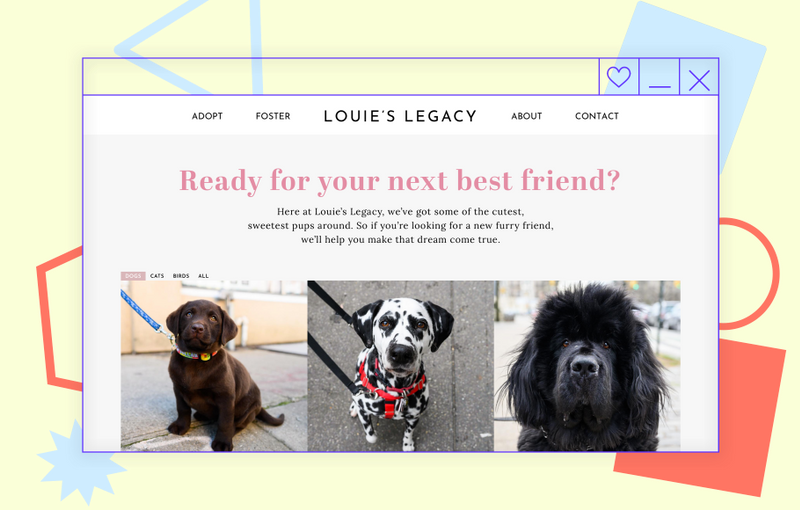 ADOPT FOSTER LOUIE'S LEGACY ABOUT CONTACT
Ready for your next best friend?
Here at Louie's Legacy, we've got some of the cutest,
sweetest pups around. So if you're looking for a new furry friend,
we'll help you make that dream come true.
DOGS CATS BIRDS ALL